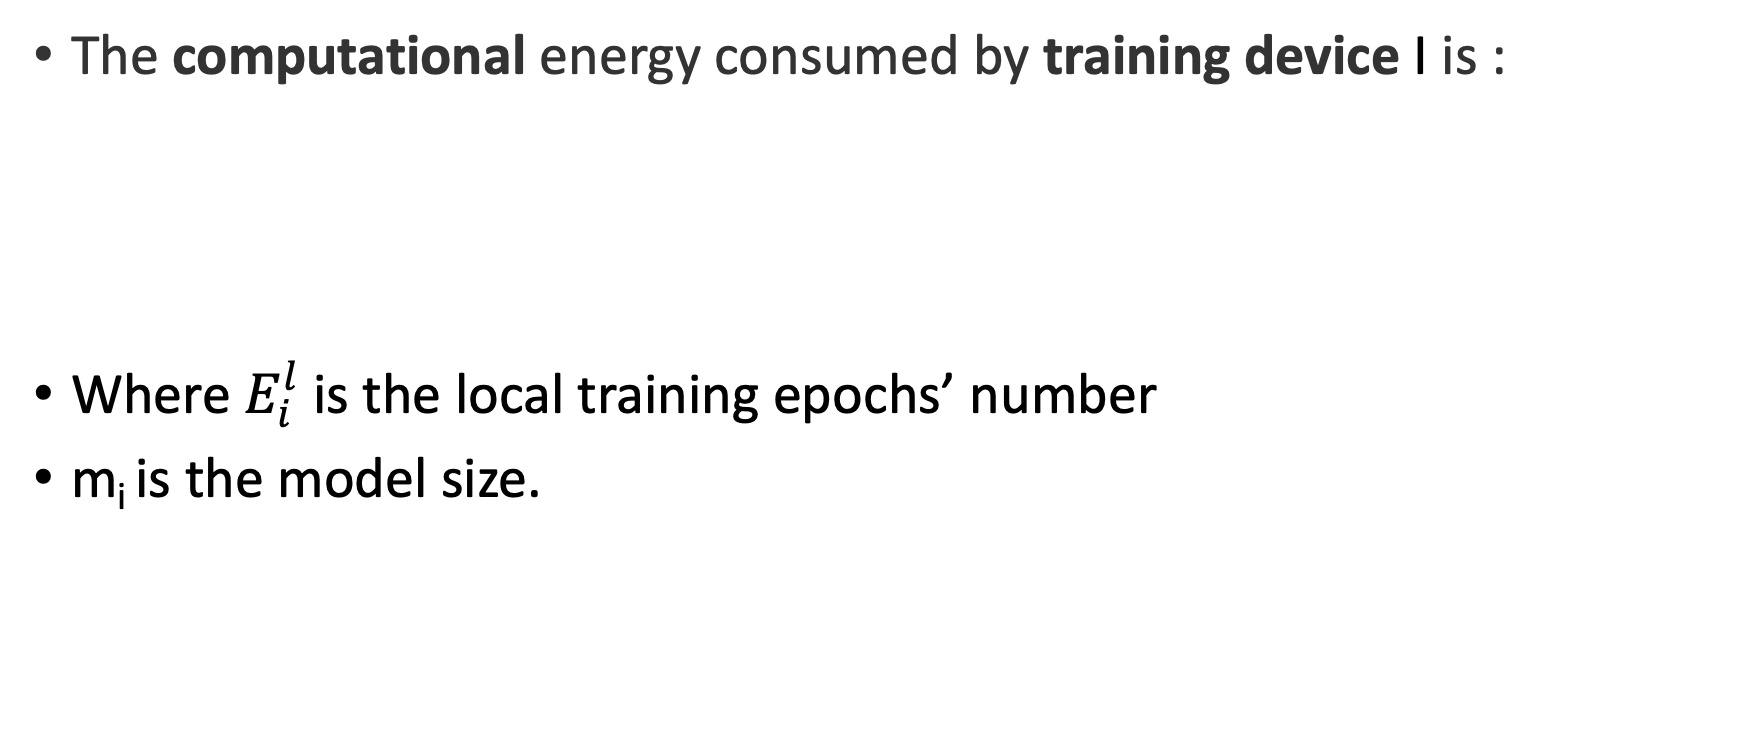 • The computational energy consumed by training device I is :
• Where $E_i^l$ is the local training epochs’ number
• mᵢ is the model size.